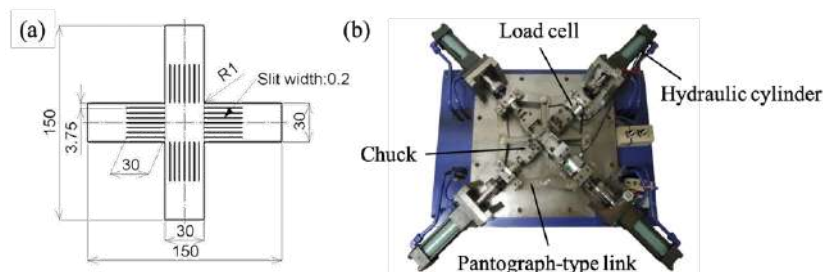 (a)
R1
Slit width:0.2
150
3.75
30
30
30
150
(b)
Load cell
Hydraulic cylinder
Chuck
Pantograph-type link